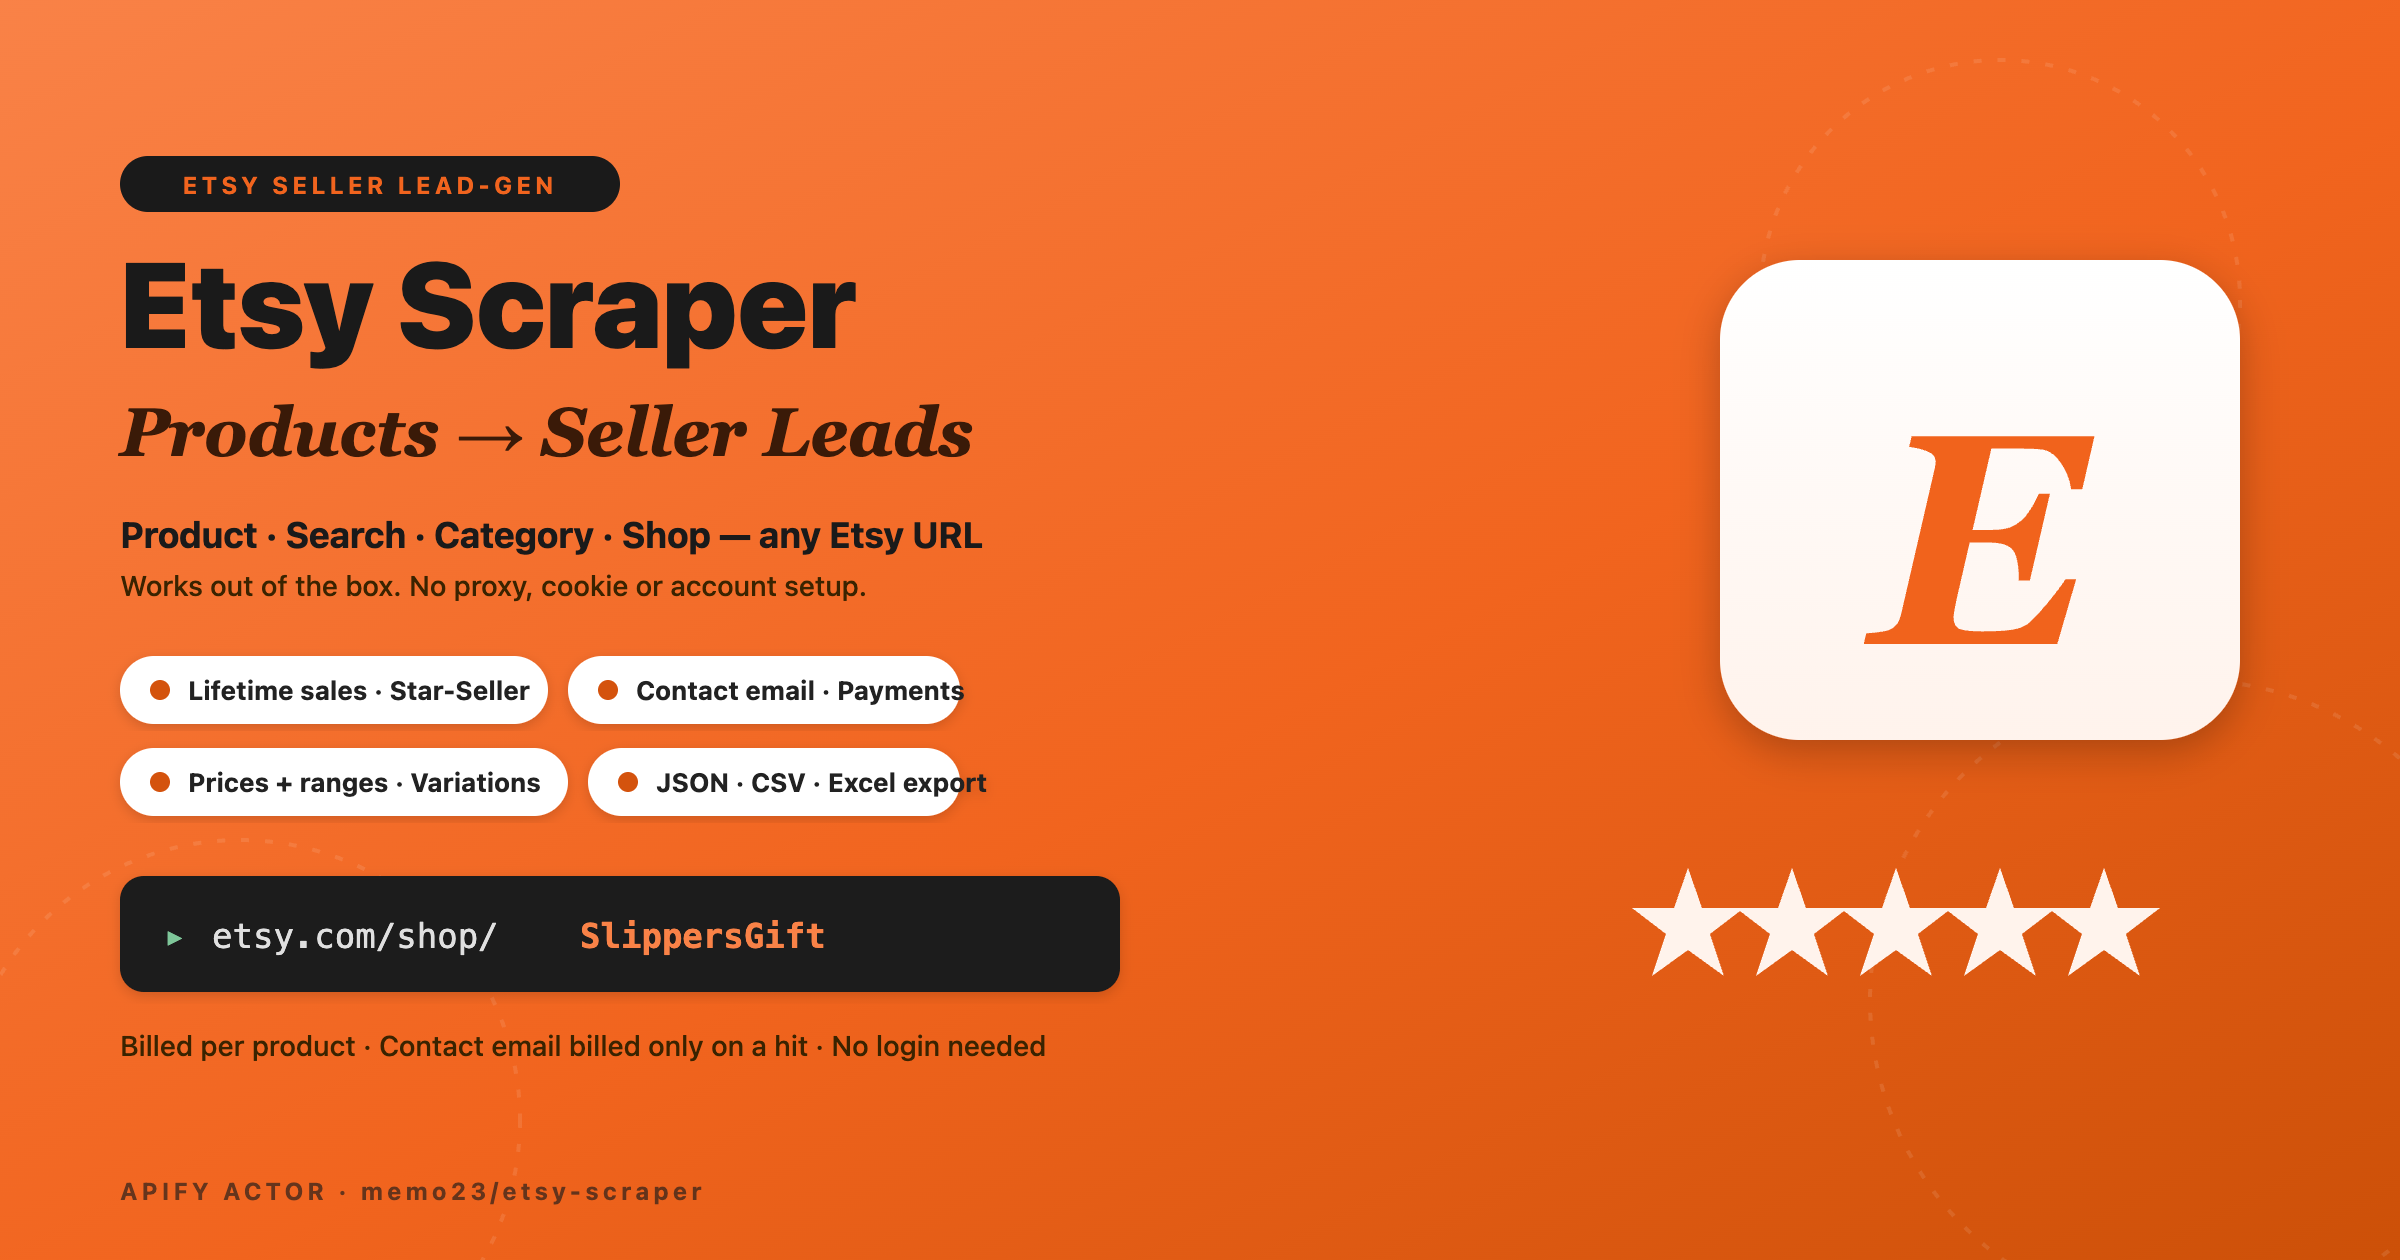 ETSY SELLER LEAD-GEN
Etsy Scraper
Products → Seller Leads
Product · Search · Category · Shop — any Etsy URL
Works out of the box. No proxy, cookie or account setup.
Lifetime sales · Star-Seller
Contact email · Payments
Prices + ranges · Variations
JSON · CSV · Excel export
▸ etsy.com/shop/ SlippersGift
Billed per product · Contact email billed only on a hit · No login needed
APIFY ACTOR · memo23/etsy-scraper
E